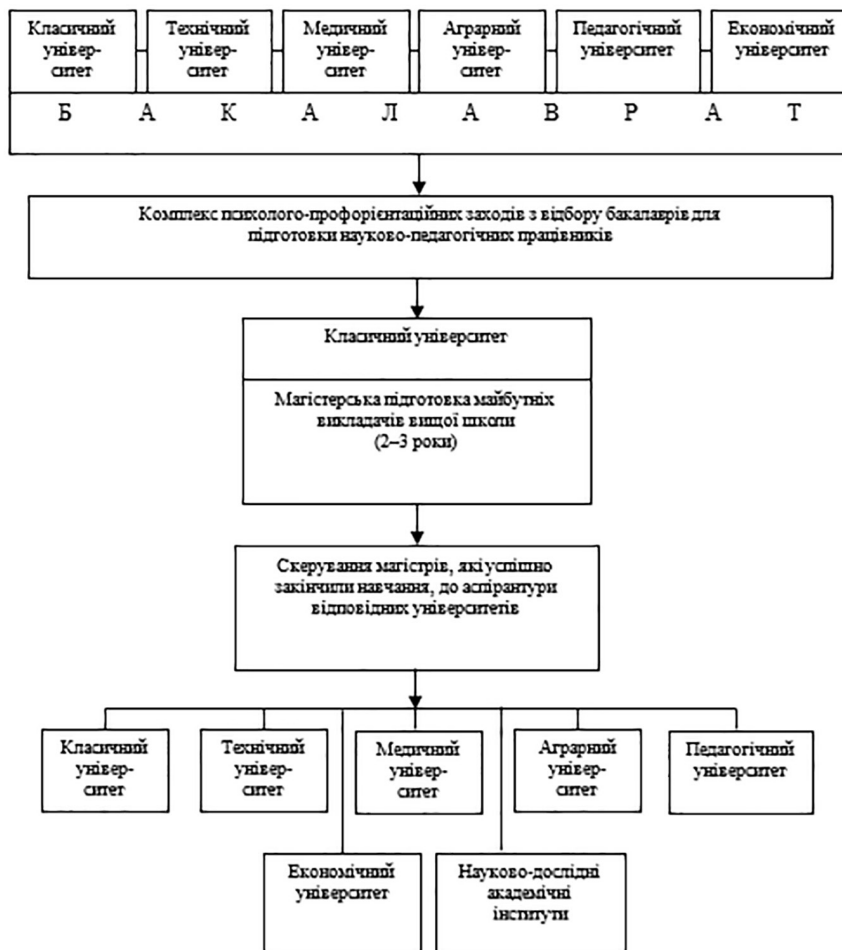 Класичний
універ-
ситет
Технічний
універ-
ситет
Медичний
універ-
ситет
Аграрний
універ-
ситет
Педагогічний
університет
Економічний
університет
Б А К А Л А В Р А Т
Комплекс психолого-профорієнтаційних заходів з відбору бакалаврів для
підготовки науково-педагогічних працівників
Класичний університет
Магістерська підготовка майбутніх
викладачів вищої школи
(2–3 роки)
Скерування магістрів, які успішно
закінчили навчання, до аспірантури
відповідних університетів
Класичний
універ-
ситет
Технічний
універ-
ситет
Медичний
універ-
ситет
Аграрний
універ-
ситет
Педагогічний
університет
Економічний
університет
Науково-дослідні
академічні
інститути